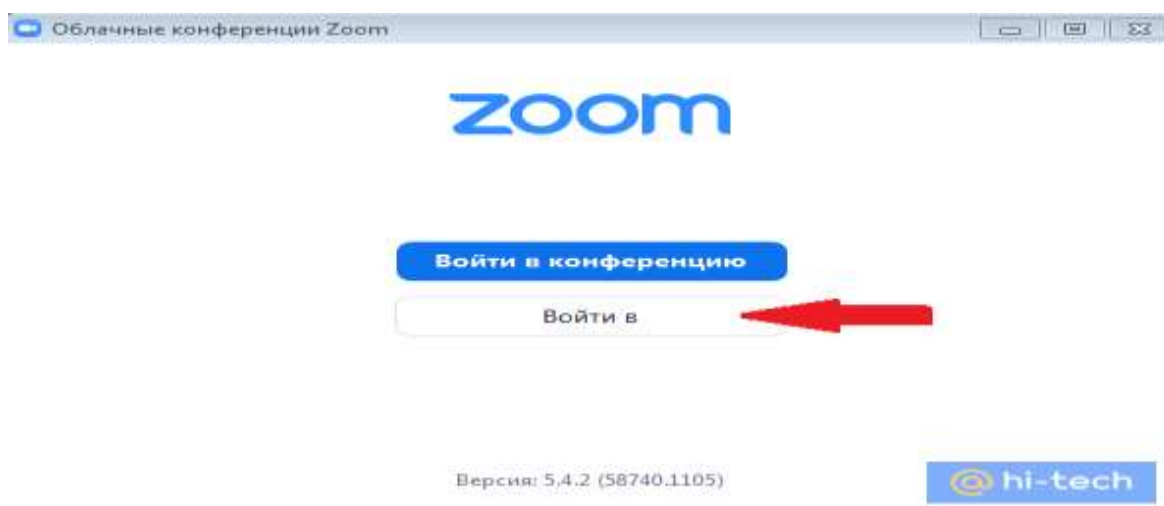 Облачные конференции Zoom
zoom
Войти в конференцию
Войти в
Версия: 5.4.2 (58740.1105)
@ hi-tech